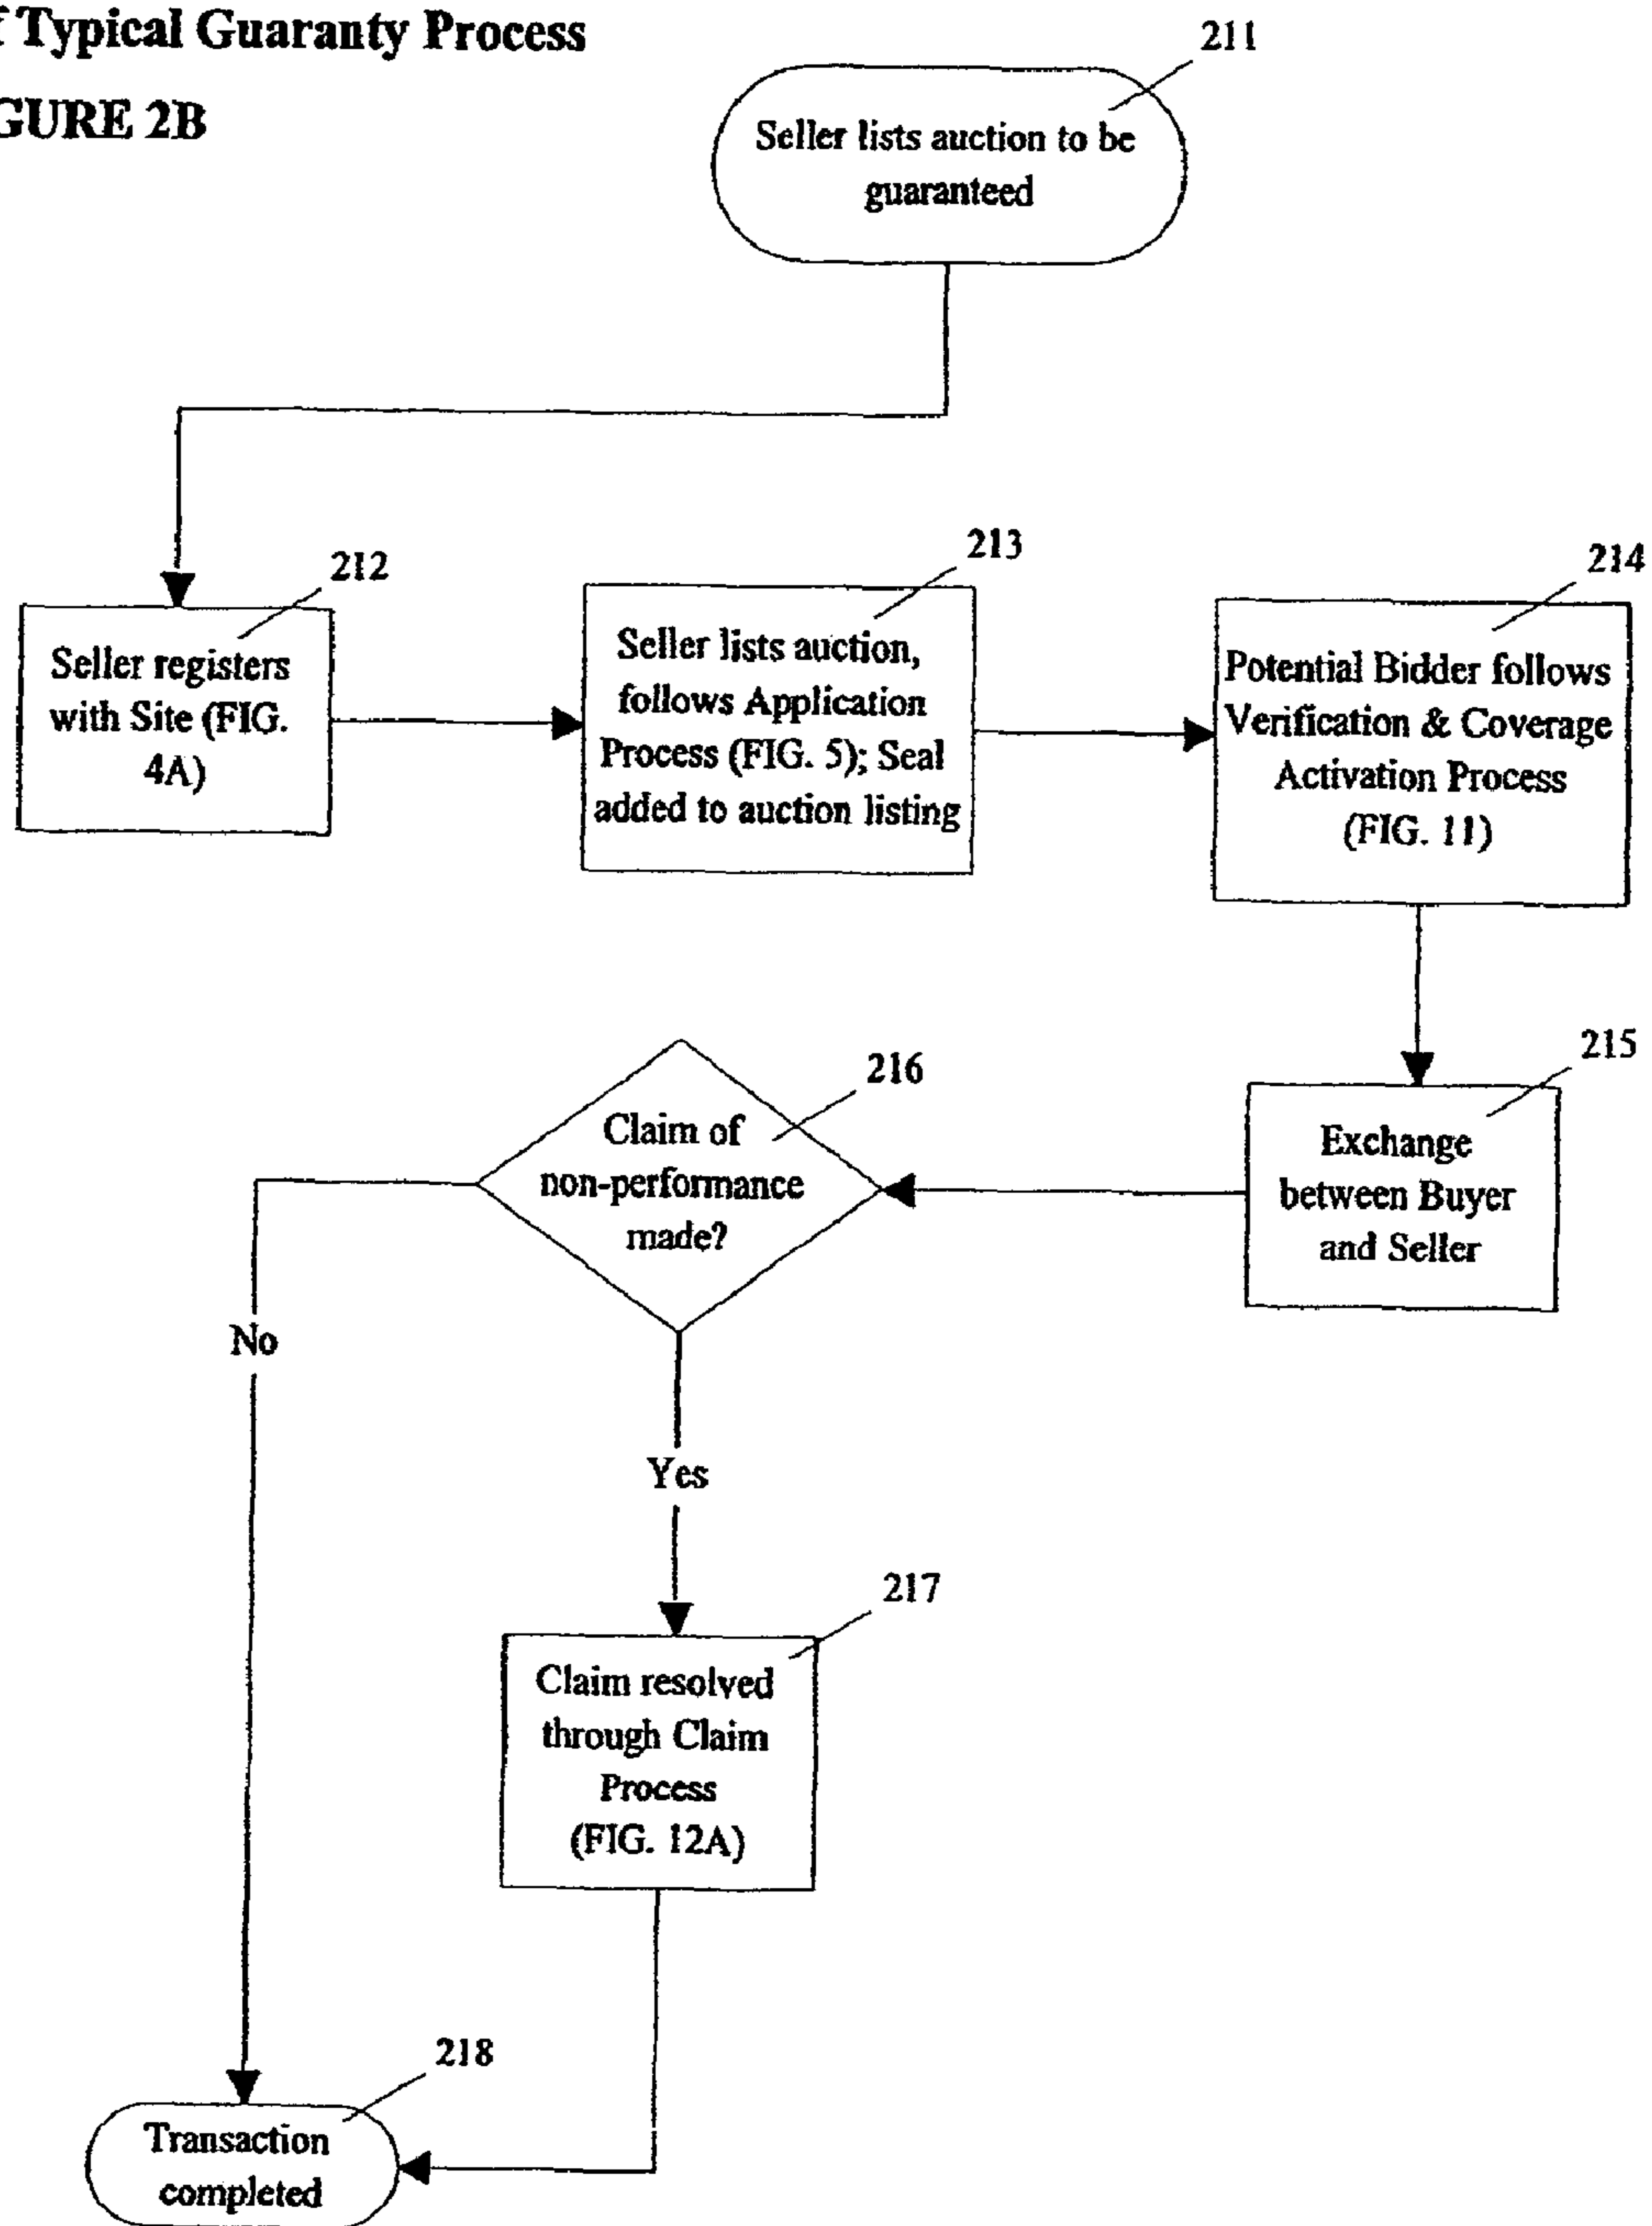 Typical Guaranty Process
GURE 2B
211
Seller lists auction to be
guaranteed
212
Seller registers
with Site (FIG.
4A)
213
Seller lists auction,
follows Application
Process (FIG. 5); Seal
added to auction listing
214
Potential Bidder follows
Verification & Coverage
Activation Process
(FIG. 11)
215
Exchange
between Buyer
and Seller
216
Claim of
non-performance
made?
No
Yes
217
Claim resolved
through Claim
Process
(FIG. 12A)
218
Transaction
completed